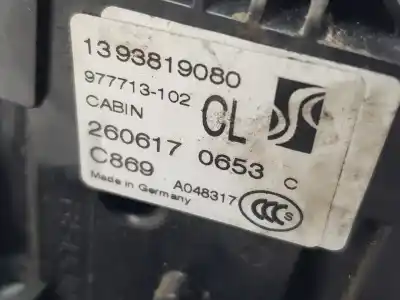 1393819080
977713-102
CABIN CL
260617 0653 C
C869
Made in Germany A048317
CCC S